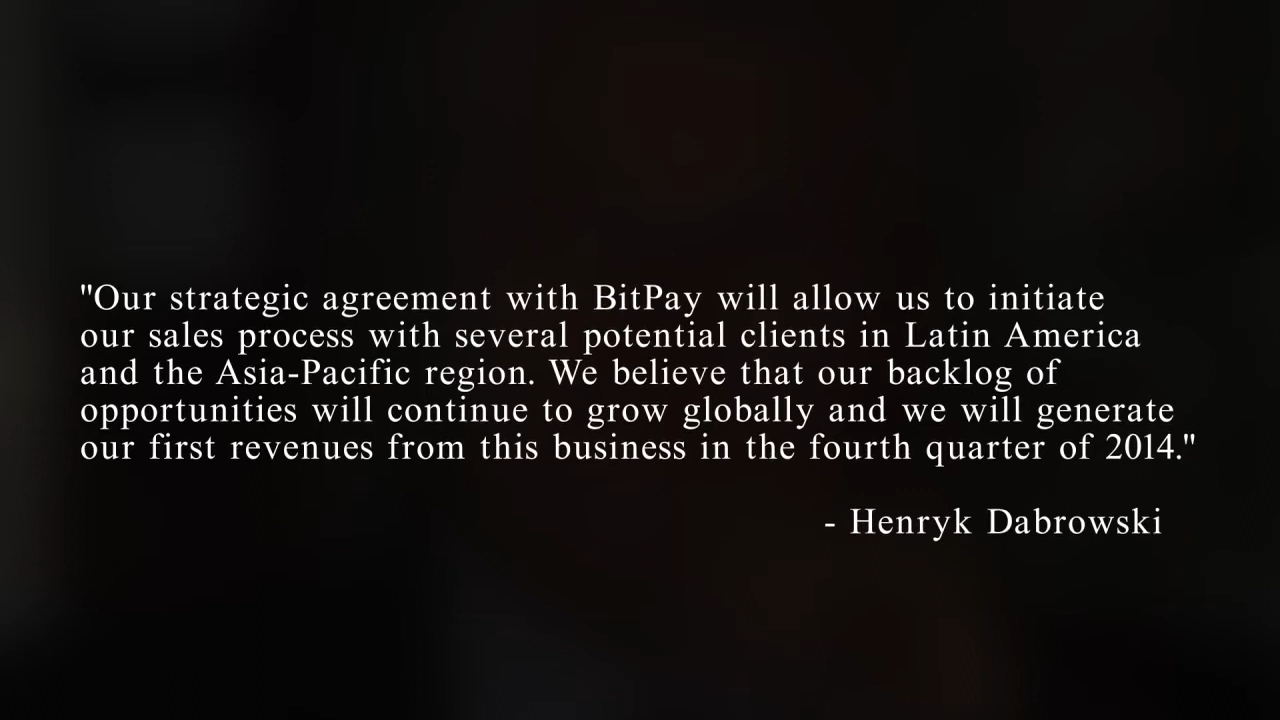 "Our strategic agreement with BitPay will allow us to initiate
our sales process with several potential clients in Latin America
and the Asia-Pacific region. We believe that our backlog of
opportunities will continue to grow globally and we will generate
our first revenues from this business in the fourth quarter of 2014."
- Henryk Dabrowski